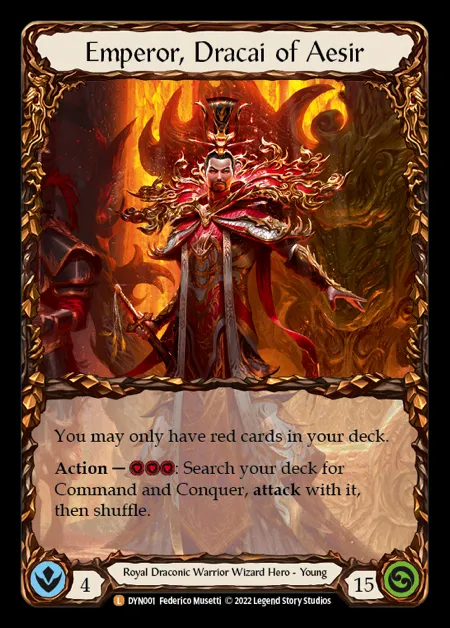 Emperor, Dracai of Aesir
You may only have red cards in your deck.
Action — : Search your deck for
Command and Conquer, attack with it,
then shuffle.
4
Royal Draconic Warrior Wizard Hero - Young
15
L DYN001 Federico Musetti © 2022 Legend Story Studios